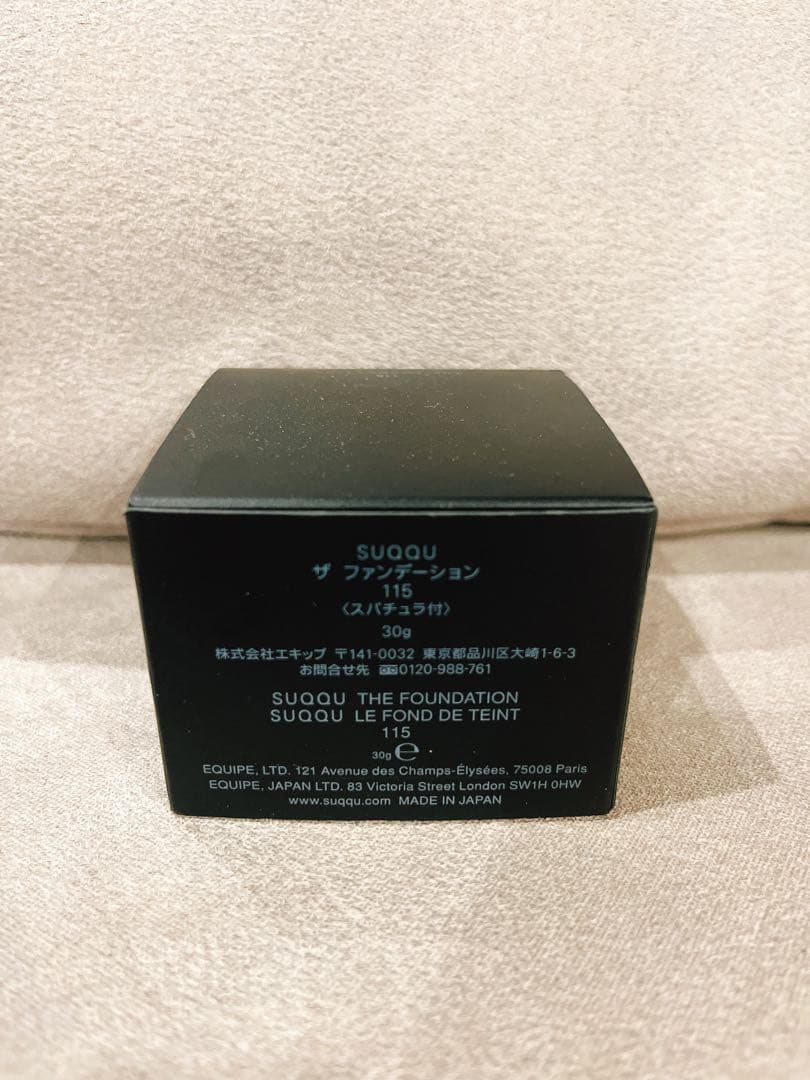 SUQQU
ザ ファンデーション
115
〈スパチュラ付〉
30g
株式会社エキップ 〒141-0032 東京都品川区大崎1-6-3
お問合せ先 0120-988-761
SUQQU THE FOUNDATION
SUQQU LE FOND DE TEINT
115
30g ℮
EQUIPE, LTD. 121 Avenue des Champs-Élysées, 75008 Paris
EQUIPE, JAPAN LTD. 83 Victoria Street London SW1H 0HW
www.suqqu.com MADE IN JAPAN